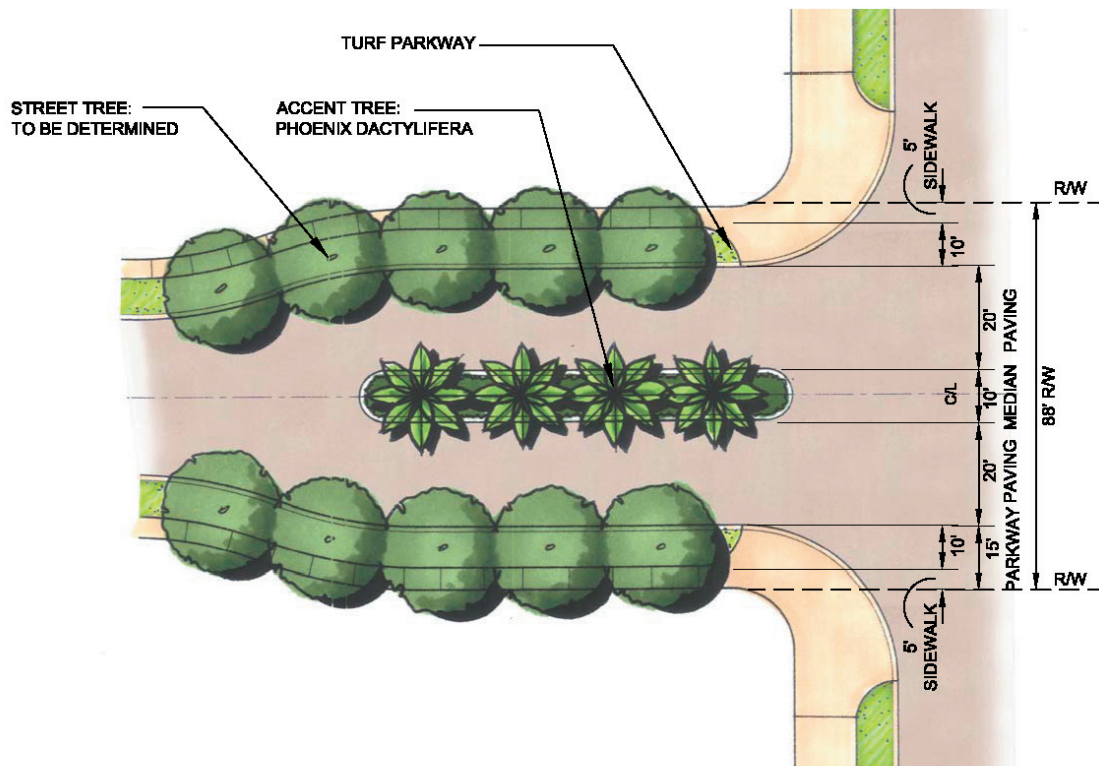 TURF PARKWAY
STREET TREE:
TO BE DETERMINED
ACCENT TREE:
PHOENIX DACTYLIFERA
5'
SIDEWALK
R/W
10'
20'
PAVING
C/L
10'
MEDIAN
88' R/W
20'
PAVING
10'
15'
PARKWAY
R/W
5'
SIDEWALK